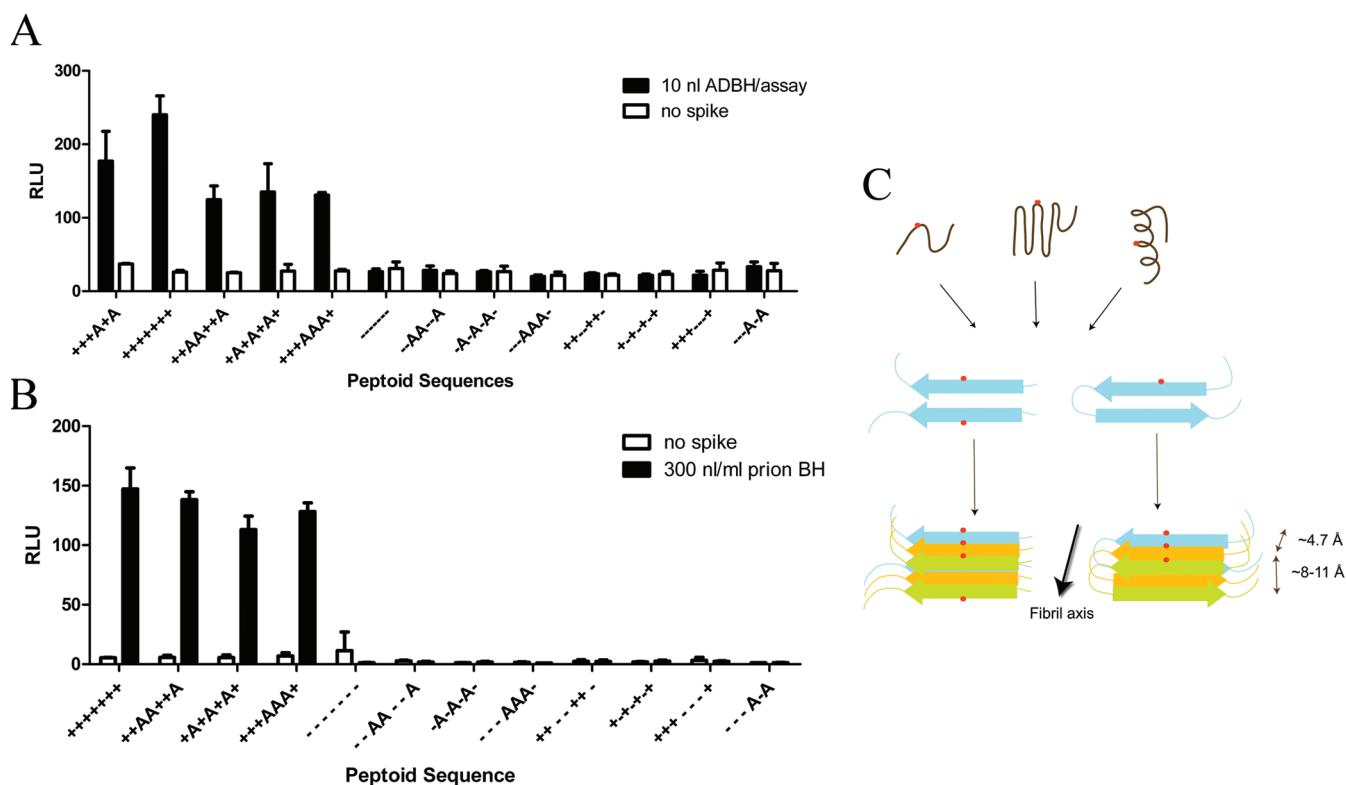 A
300
200
100
0
RLU
10 nl ADBH/assay
no spike
+++A+A
++++++
++AA++A
+A+A+A+
+++AAA+
-------
--AA--A
-A-A-A-
---AAA-
++--++-
+-+-+-+
+++---+
---A-A
Peptoid Sequences
B
200
150
100
50
0
RLU
no spike
300 nl/ml prion BH
+++++++
++AA++A
+A+A+A+
+++AAA+
- - - - - - -
- - AA - - A
-A-A-A-
- - - AAA-
++ - - ++ -
+-+-+-+
+++ - - - +
- - - A-A
Peptoid Sequence
C
~4.7 Å
~8-11 Å
Fibril axis